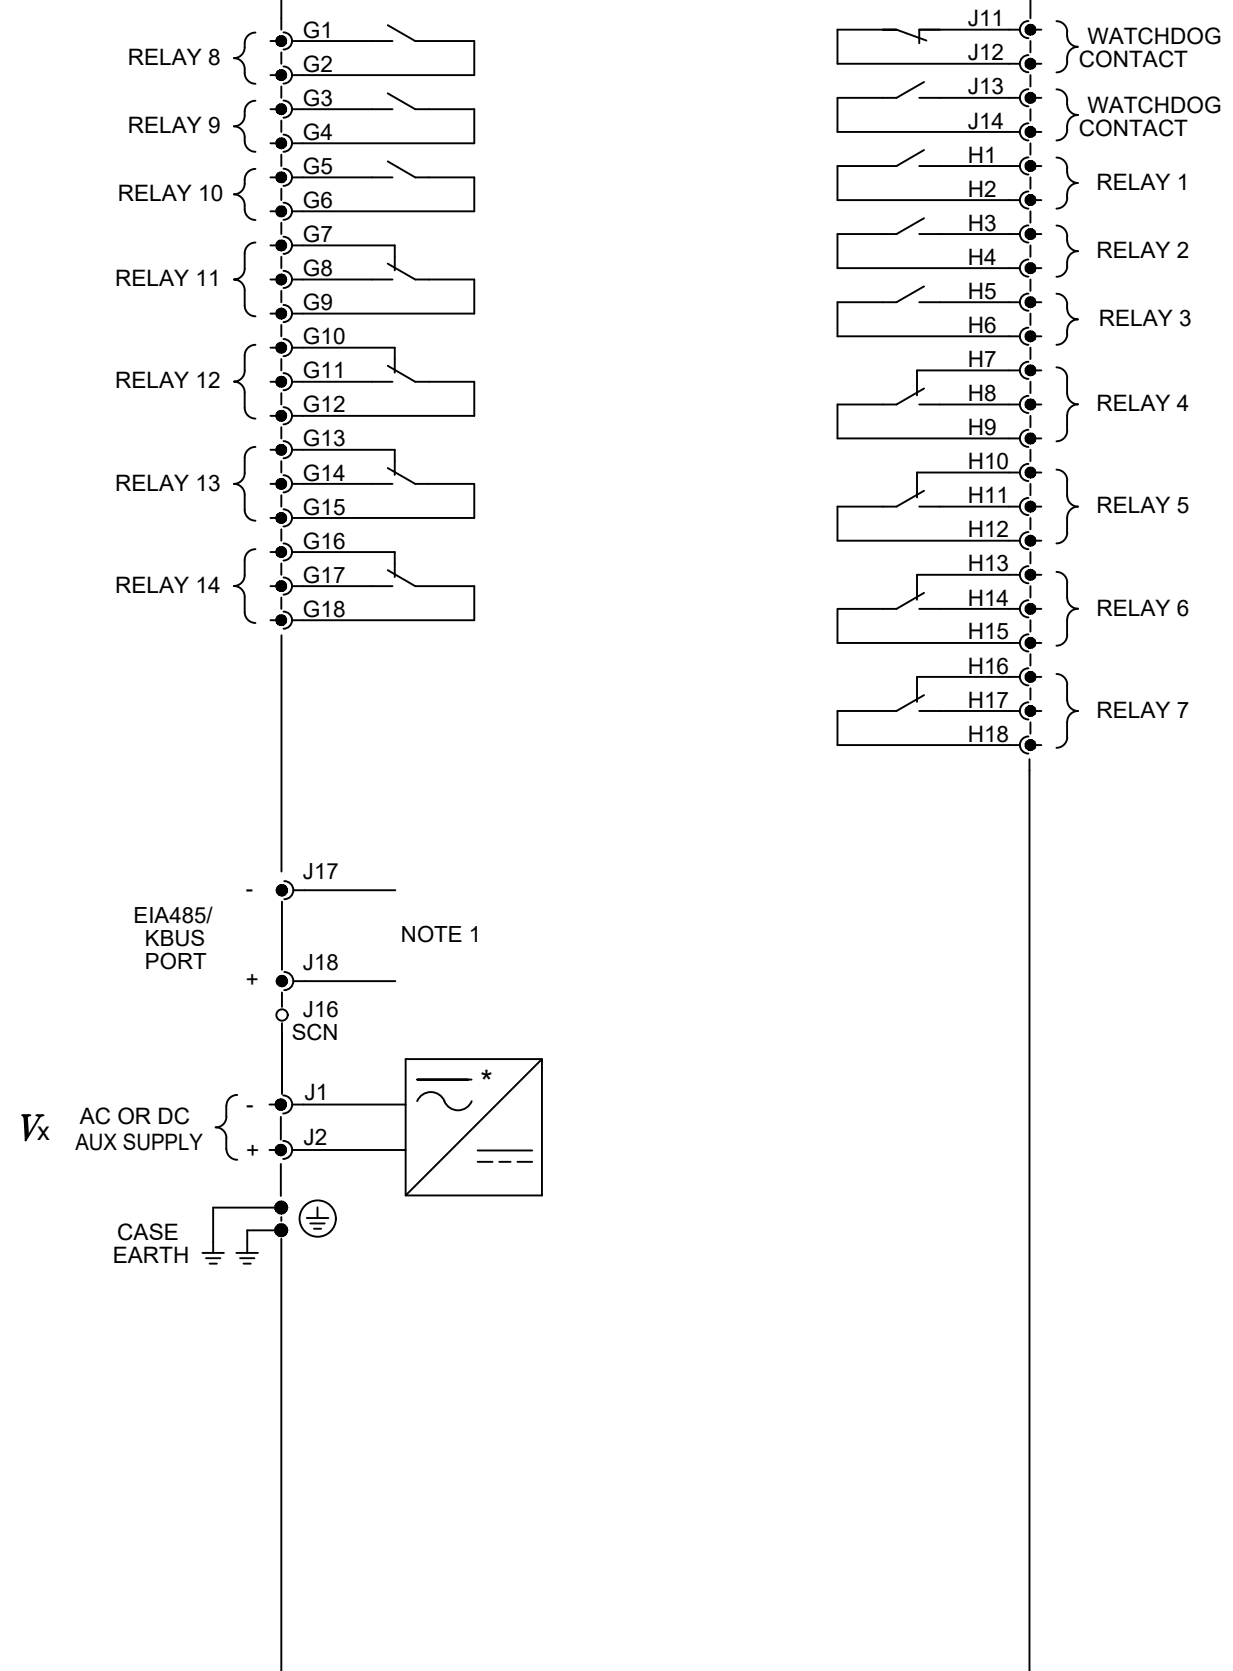 RELAY 8
G1
G2
RELAY 9
G3
G4
RELAY 10
G5
G6
RELAY 11
G7
G8
G9
RELAY 12
G10
G11
G12
RELAY 13
G13
G14
G15
RELAY 14
G16
G17
G18
-
J17
EIA485/
KBUS
PORT
NOTE 1
+
J18
J16
SCN
Vx
AC OR DC
AUX SUPPLY
-
J1
+
J2
*
CASE
EARTH
J11
J12
WATCHDOG
CONTACT
J13
J14
WATCHDOG
CONTACT
H1
H2
RELAY 1
H3
H4
RELAY 2
H5
H6
RELAY 3
H7
H8
H9
RELAY 4
H10
H11
H12
RELAY 5
H13
H14
H15
RELAY 6
H16
H17
H18
RELAY 7